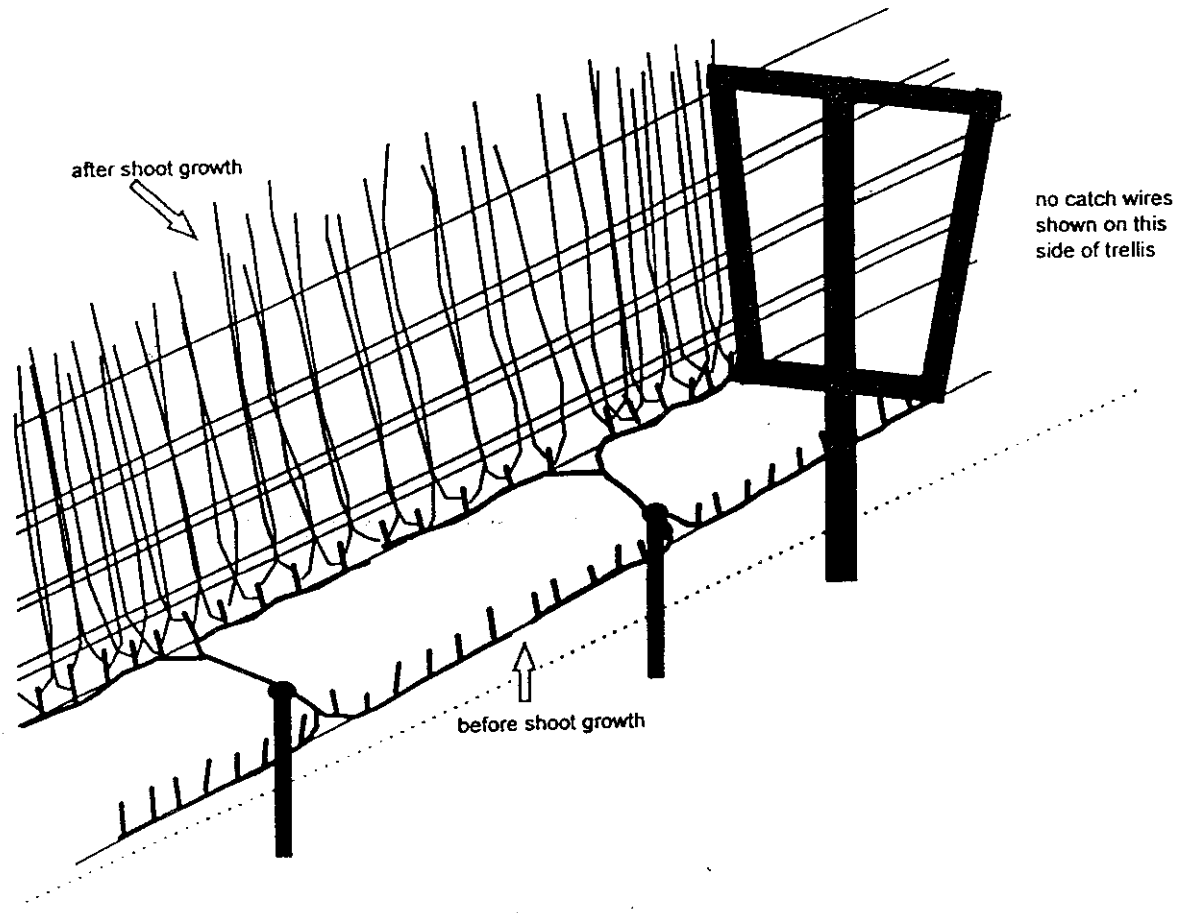 after shoot growth
no catch wires
shown on this
side of trellis
before shoot growth